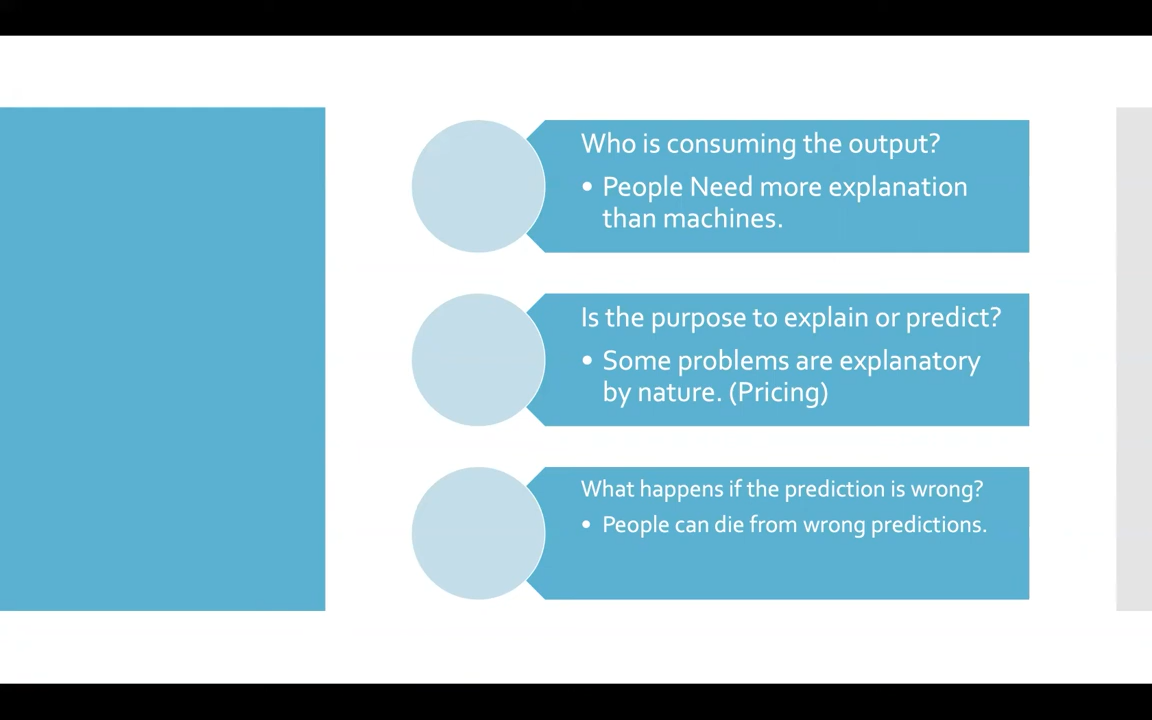 Who is consuming the output?
• People Need more explanation
than machines.
Is the purpose to explain or predict?
• Some problems are explanatory
by nature. (Pricing)
What happens if the prediction is wrong?
• People can die from wrong predictions.